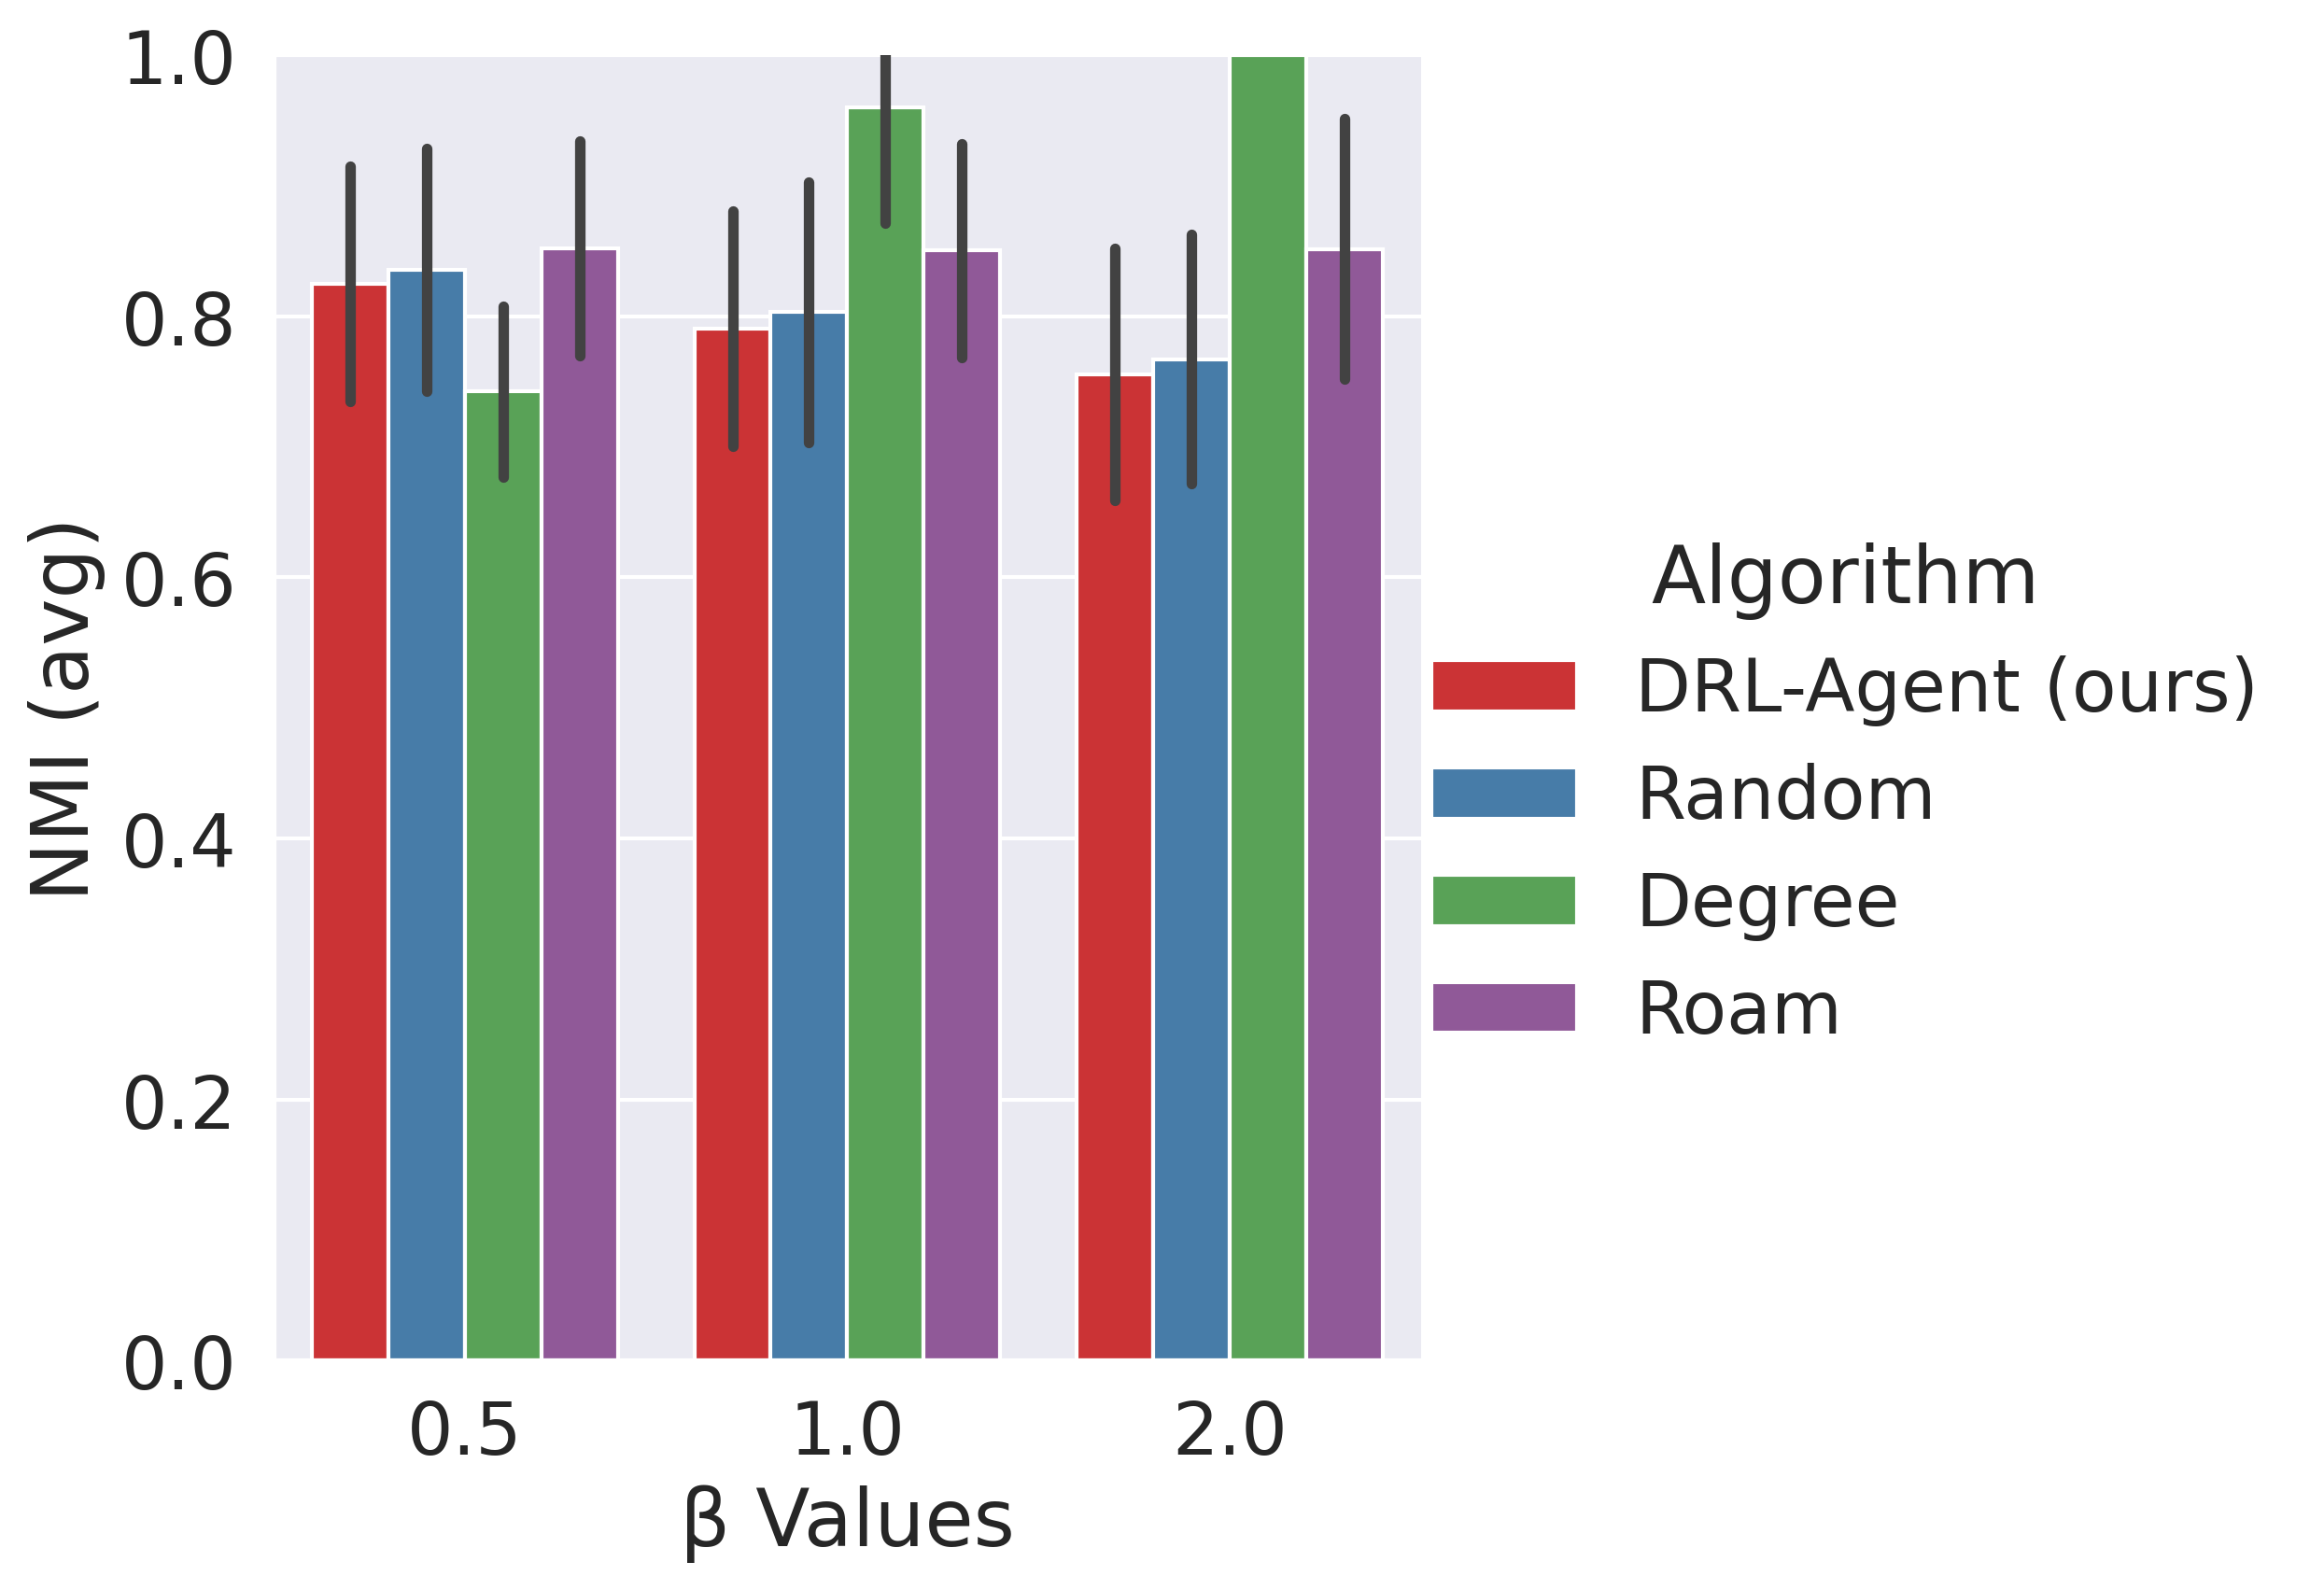 1.0
0.8
0.6
0.4
0.2
0.0
NMI (avg)
0.5 1.0 2.0
β Values
Algorithm
DRL-Agent (ours)
Random
Degree
Roam